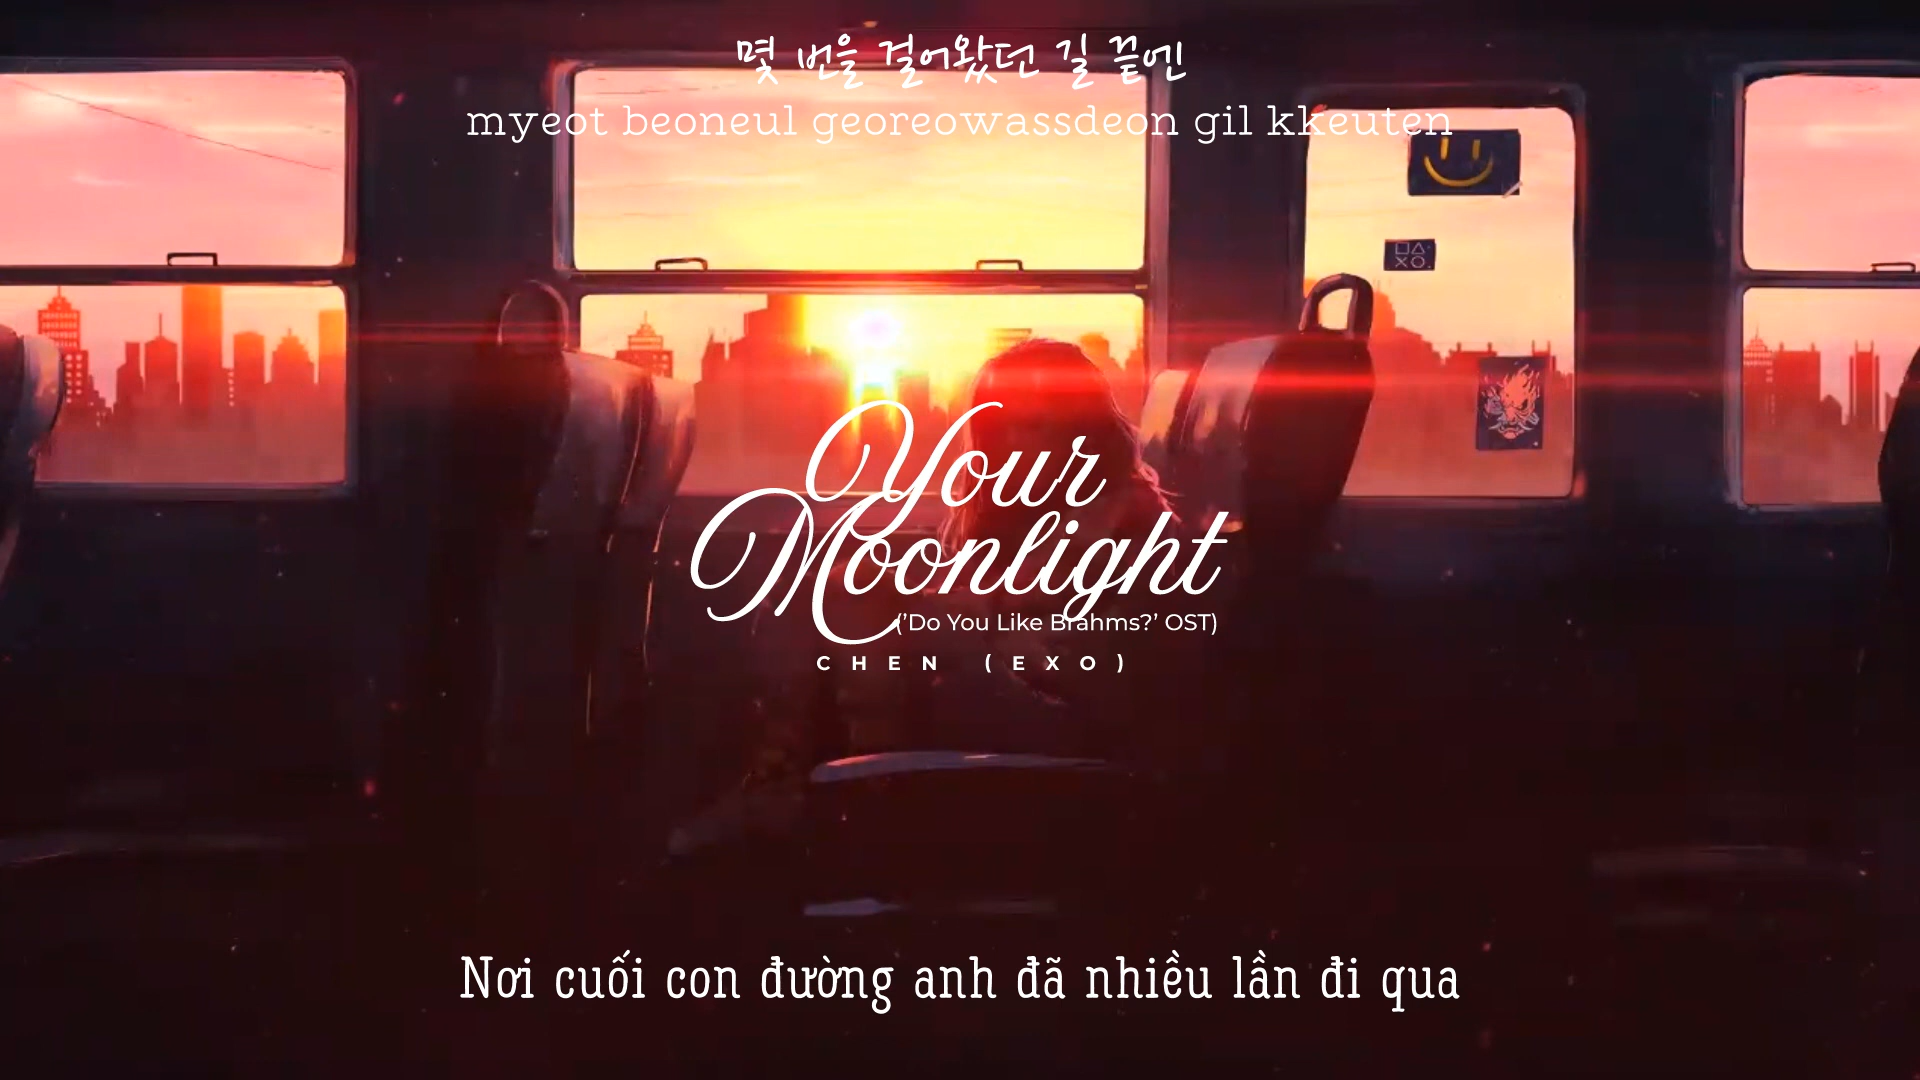 몇 번을 걸어왔던 길 끝엔
myeot beoneul georeowassdeon gil kkeuten
Your
Moonlight
('Do You Like Brahms?' OST)
CHEN (EXO)
Nơi cuối con đường anh đã nhiều lần đi qua